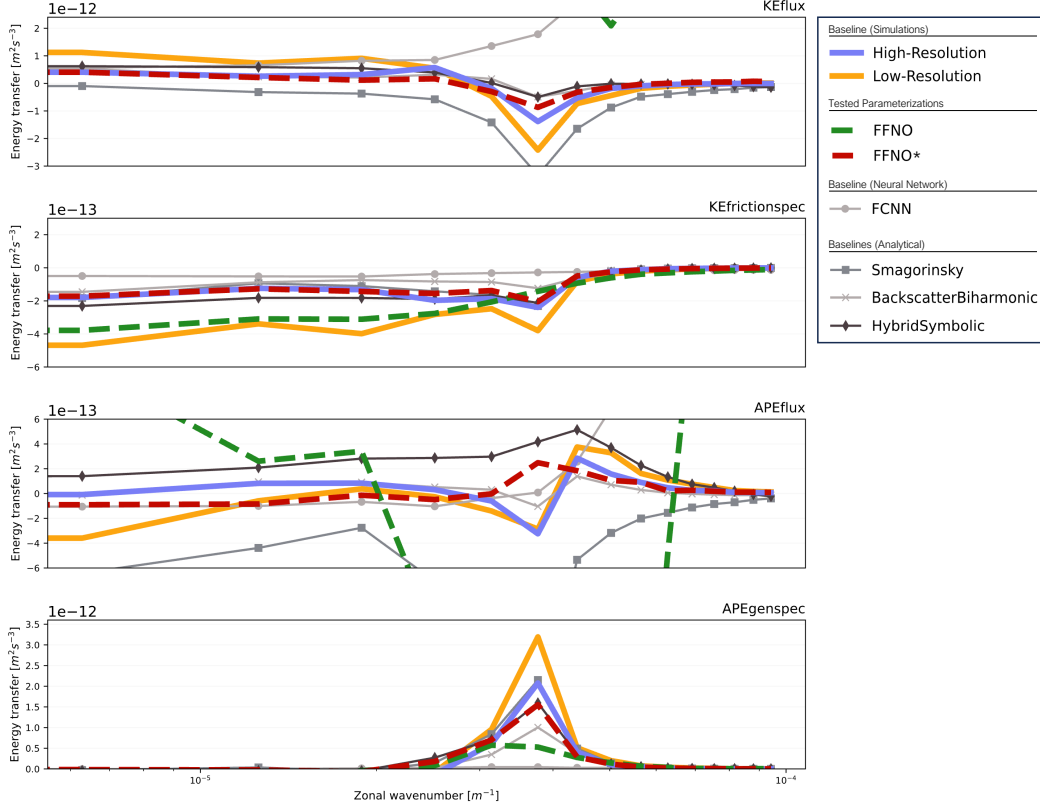 1e−12
KEflux
Energy transfer [m²s⁻³]
2
1
0
−1
−2
−3
1e−13
KEfrictionspec
Energy transfer [m²s⁻³]
2
0
−2
−4
−6
1e−13
APEflux
Energy transfer [m²s⁻³]
6
4
2
0
−2
−4
−6
1e−12
APEgenspec
Energy transfer [m²s⁻³]
3.5
3.0
2.5
2.0
1.5
1.0
0.5
0.0
10⁻⁵
10⁻⁴
Zonal wavenumber [m⁻¹]
Baseline (Simulations)
High-Resolution
Low-Resolution
Tested Parameterizations
FFNO
FFNO*
Baseline (Neural Network)
FCNN
Baselines (Analytical)
Smagorinsky
BackscatterBiharmonic
HybridSymbolic